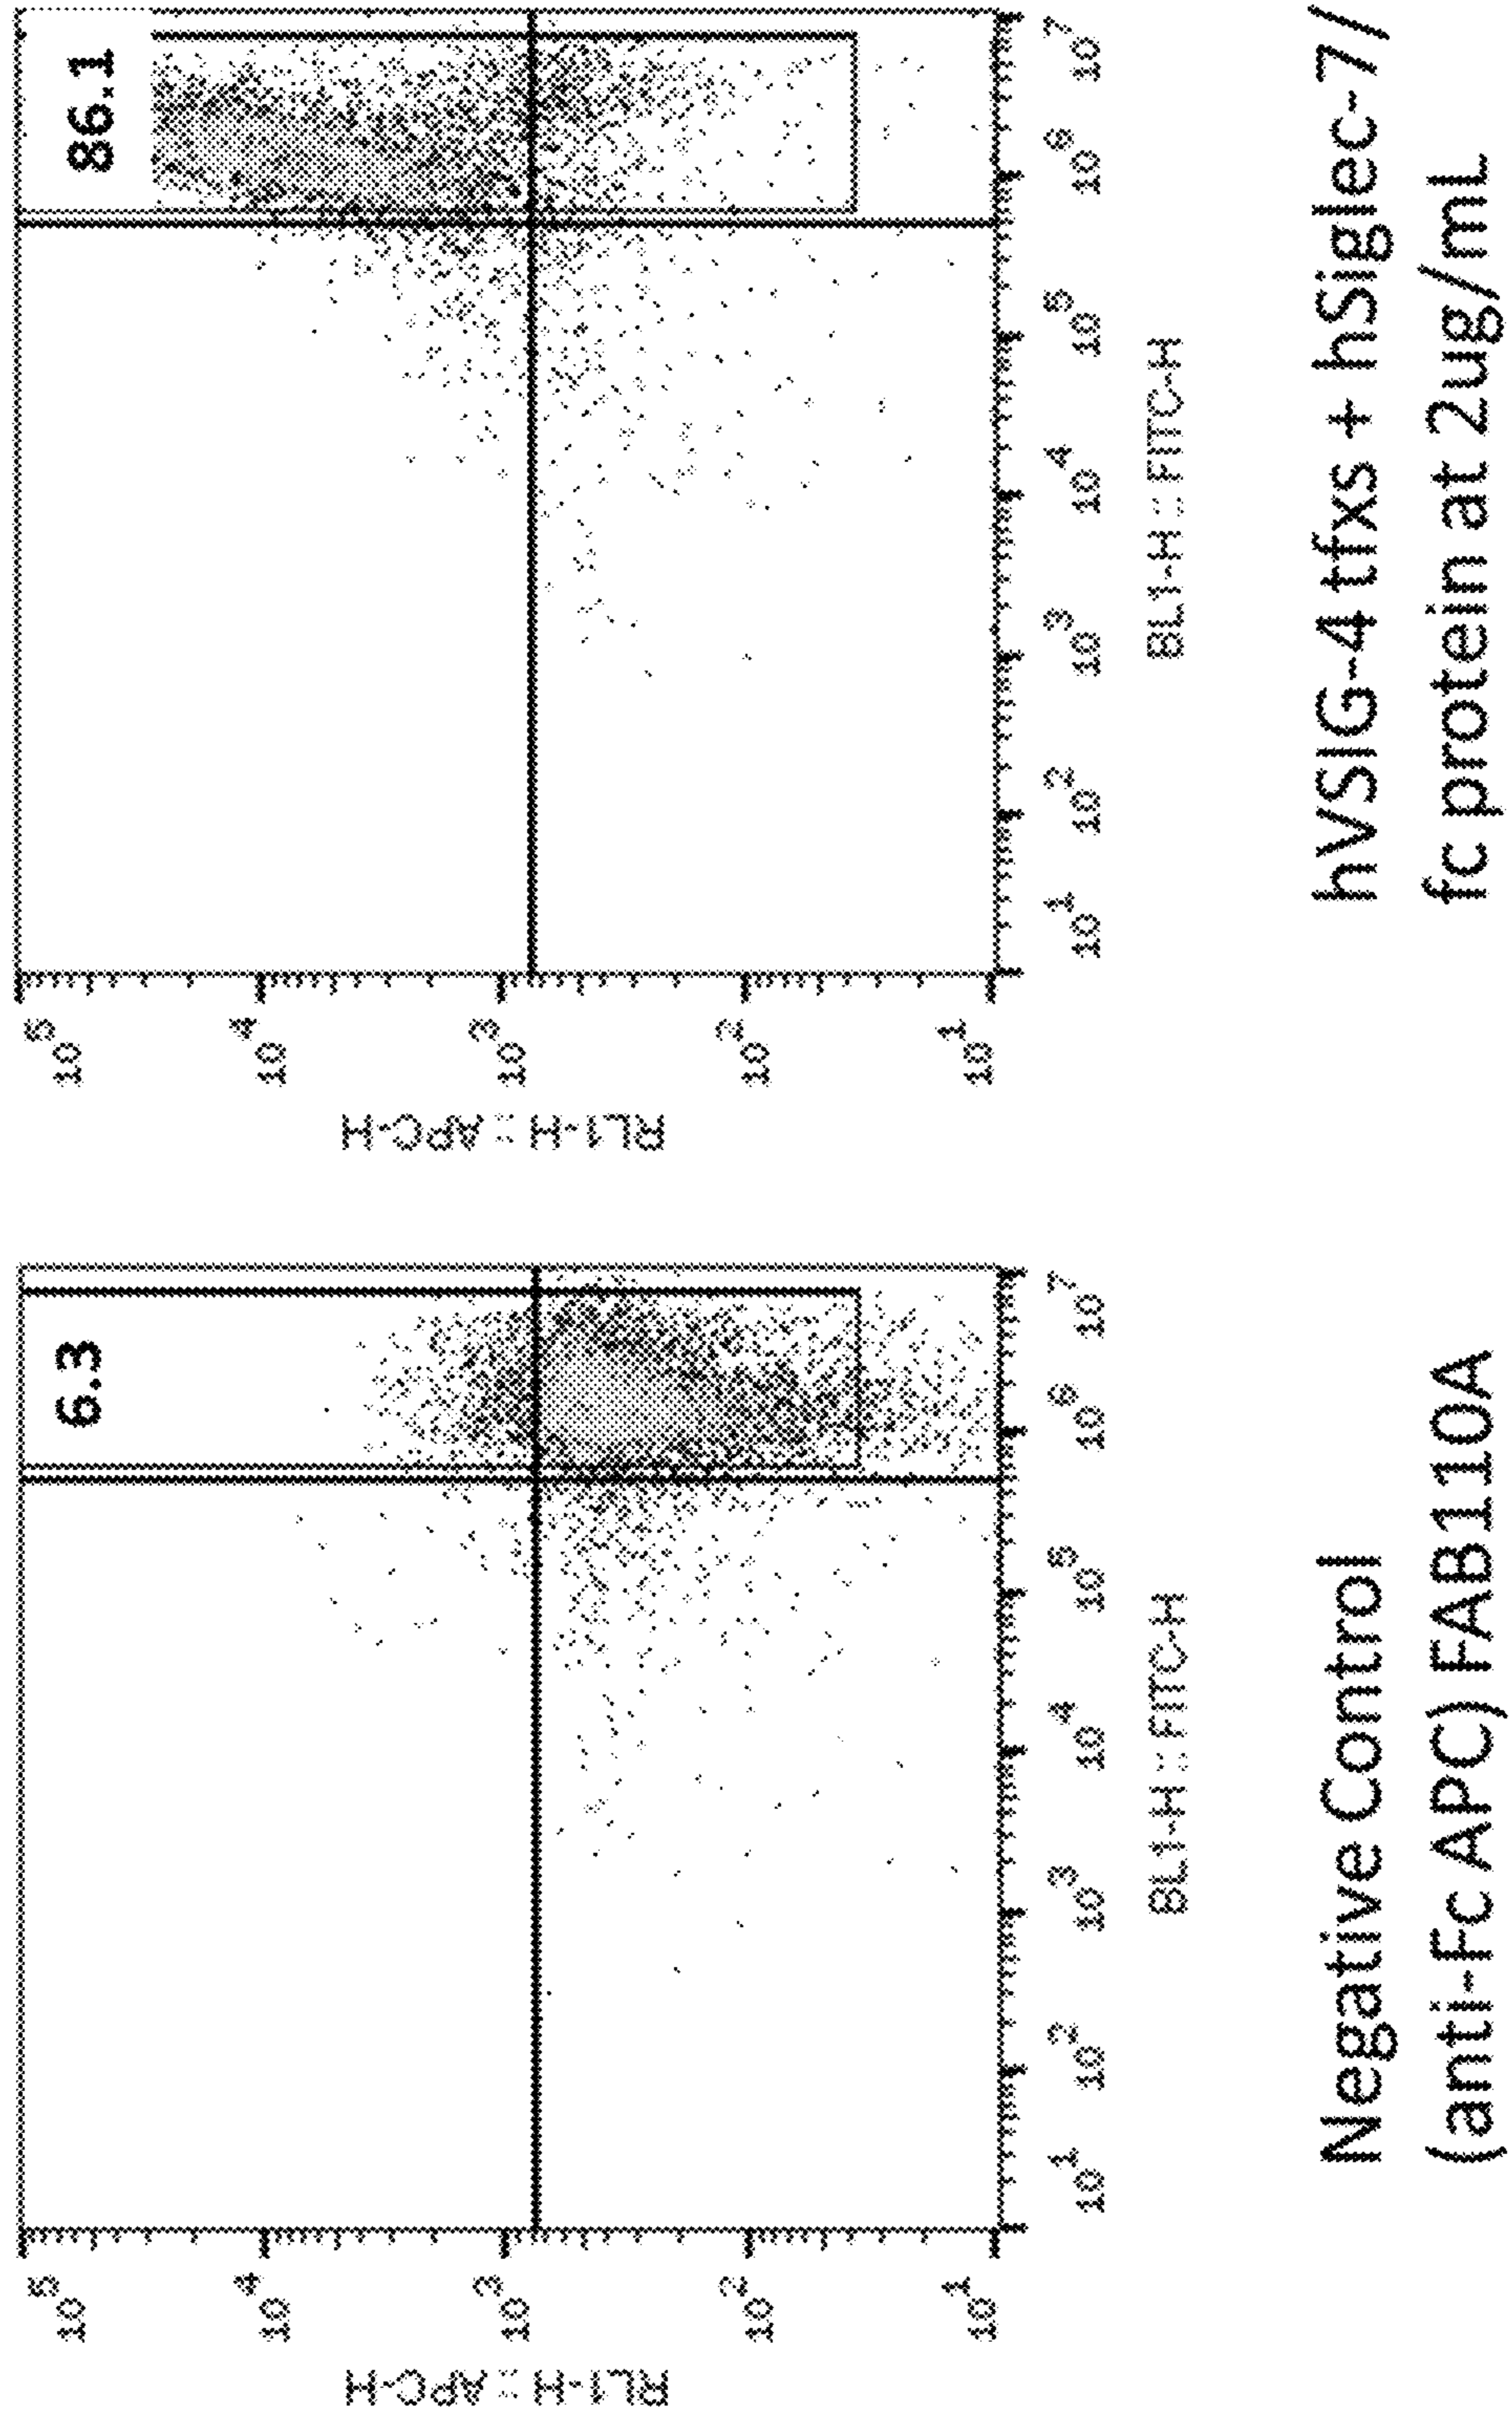 6.3
RL1-H :: APC-H
10^5
10^4
10^3
10^2
10^1
10^1 10^2 10^3 10^4 10^5 10^6 10^7
BL1-H :: FITC-H
Negative Control
(anti-Fc APC) FAB110A
86.1
RL1-H :: APC-H
10^5
10^4
10^3
10^2
10^1
10^1 10^2 10^3 10^4 10^5 10^6 10^7
BL1-H :: FITC-H
hVSIG-4 tfxs + hSiglec-7/
fc protein at 2ug/mL